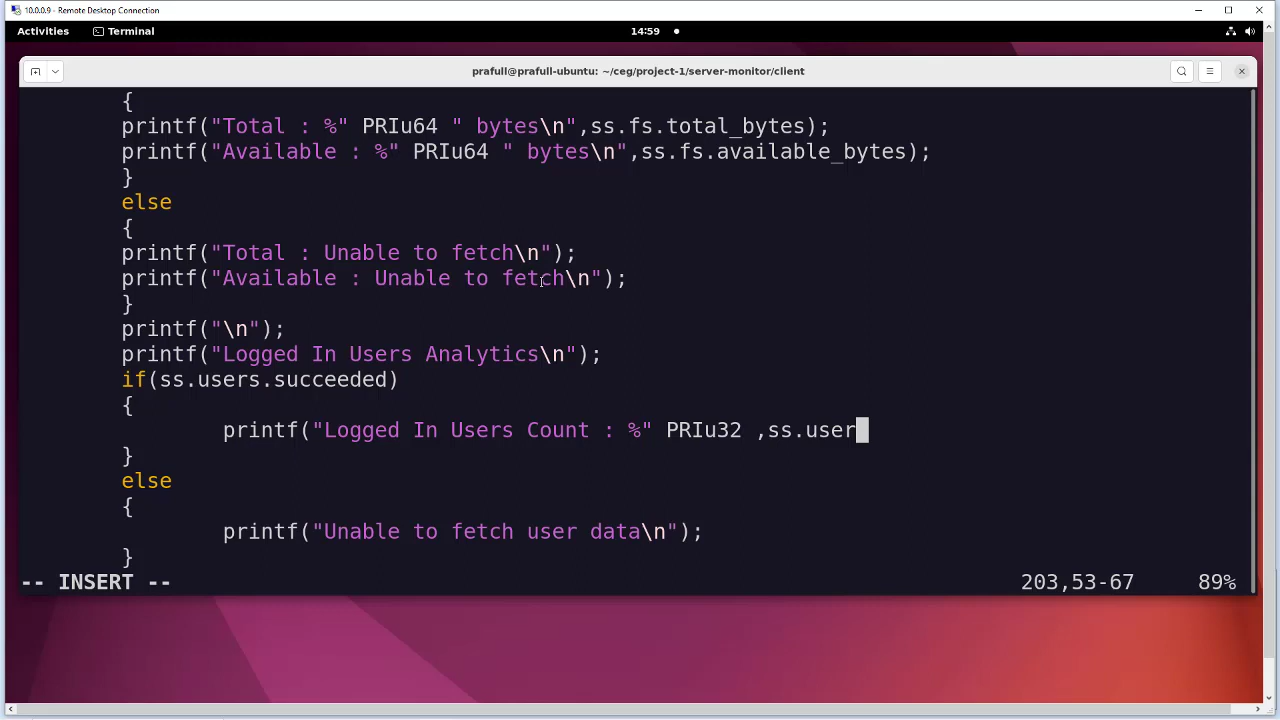 10.0.0.9 - Remote Desktop Connection
Activities Terminal 14:59
prafull@prafull-ubuntu: ~/ceg/project-1/server-monitor/client
{
printf("Total : %" PRIu64 " bytes\n",ss.fs.total_bytes);
printf("Available : %" PRIu64 " bytes\n",ss.fs.available_bytes);
}
else
{
printf("Total : Unable to fetch\n");
printf("Available : Unable to fetch\n");
}
printf("\n");
printf("Logged In Users Analytics\n");
if(ss.users.succeeded)
{
printf("Logged In Users Count : %" PRIu32 ,ss.user
}
else
{
printf("Unable to fetch user data\n");
}
-- INSERT -- 203,53-67 89%